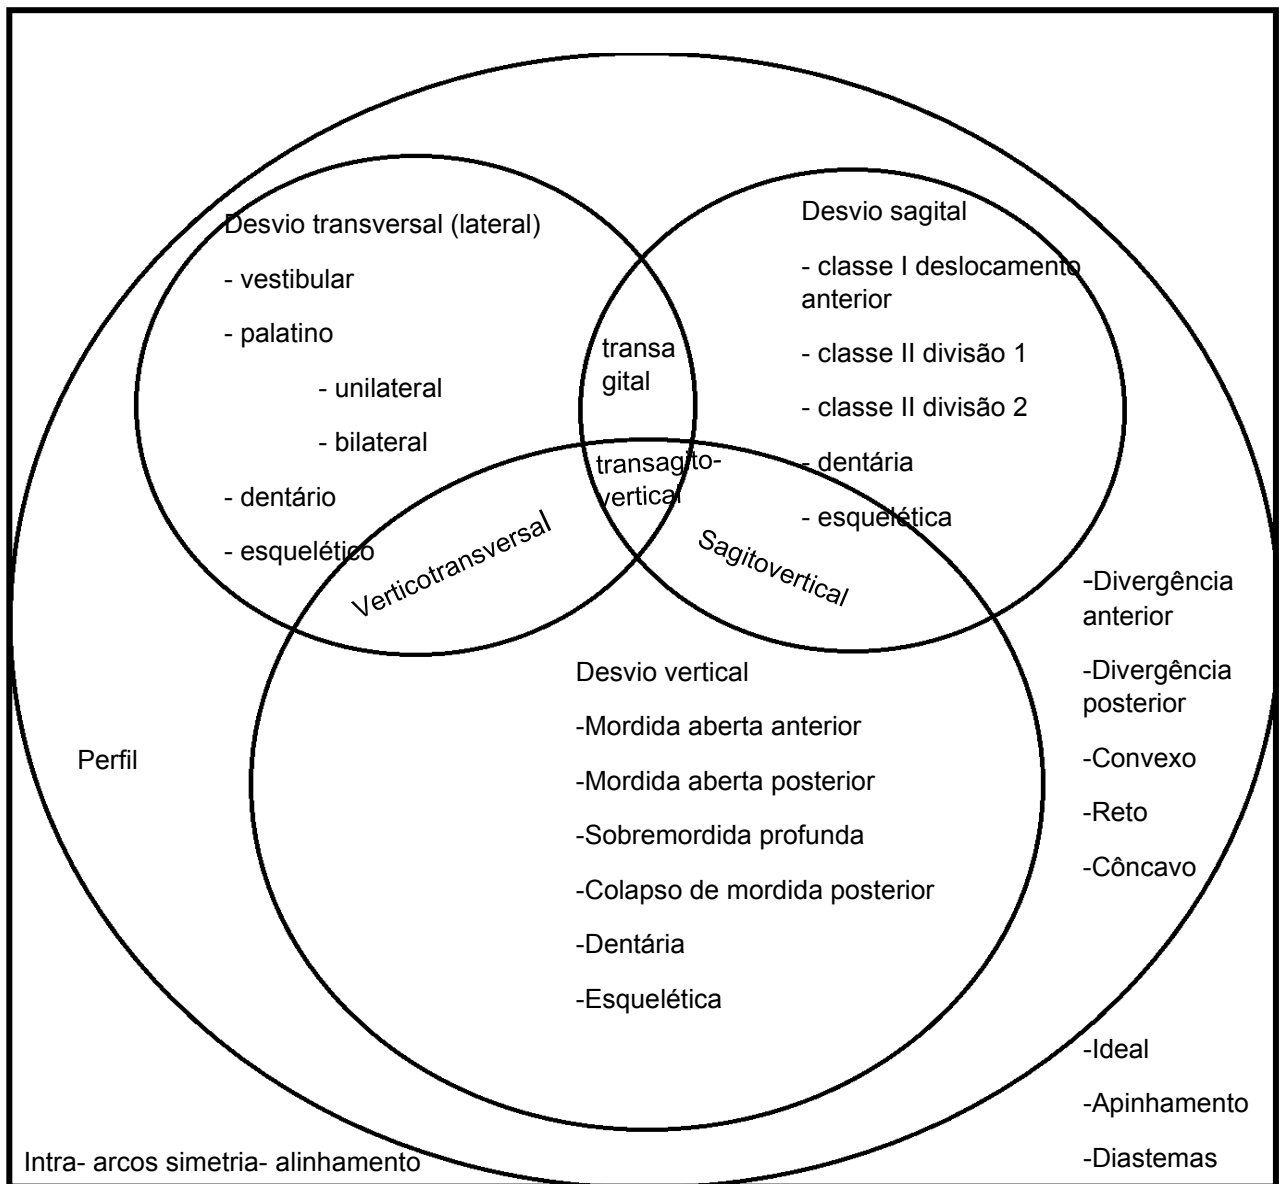 Desvio transversal (lateral)
- vestibular
- palatino
- unilateral
- bilateral
- dentário
- esquelético
Desvio sagital
- classe I deslocamento
anterior
- classe II divisão 1
- classe II divisão 2
- dentária
- esquelética
transa
gital
transagito-
vertical
Verticotransversal
Sagitovertical
Desvio vertical
-Mordida aberta anterior
-Mordida aberta posterior
-Sobremordida profunda
-Colapso de mordida posterior
-Dentária
-Esquelética
Perfil
-Divergência
anterior
-Divergência
posterior
-Convexo
-Reto
-Côncavo
-Ideal
-Apinhamento
-Diastemas
Intra- arcos simetria- alinhamento